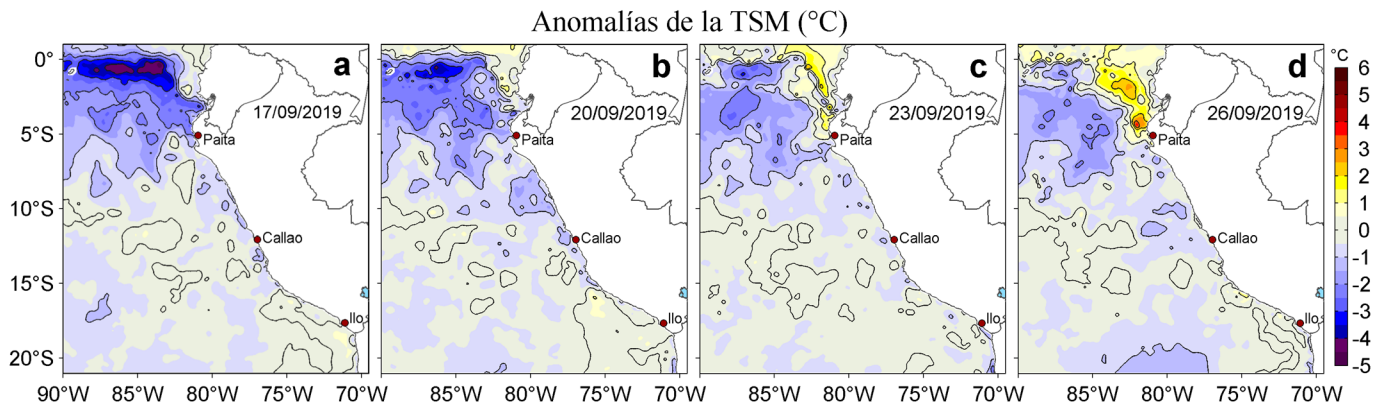 Anomalías de la TSM (°C)
a
b
c
d
17/09/2019
20/09/2019
23/09/2019
26/09/2019
0°
5°S
10°S
15°S
20°S
Paita
Callao
Ilo
Paita
Callao
Ilo
Paita
Callao
Ilo
Paita
Callao
Ilo
90°W 85°W 80°W 75°W 70°W
85°W 80°W 75°W 70°W
85°W 80°W 75°W 70°W
85°W 80°W 75°W 70°W
°C
6
5
4
3
2
1
0
-1
-2
-3
-4
-5